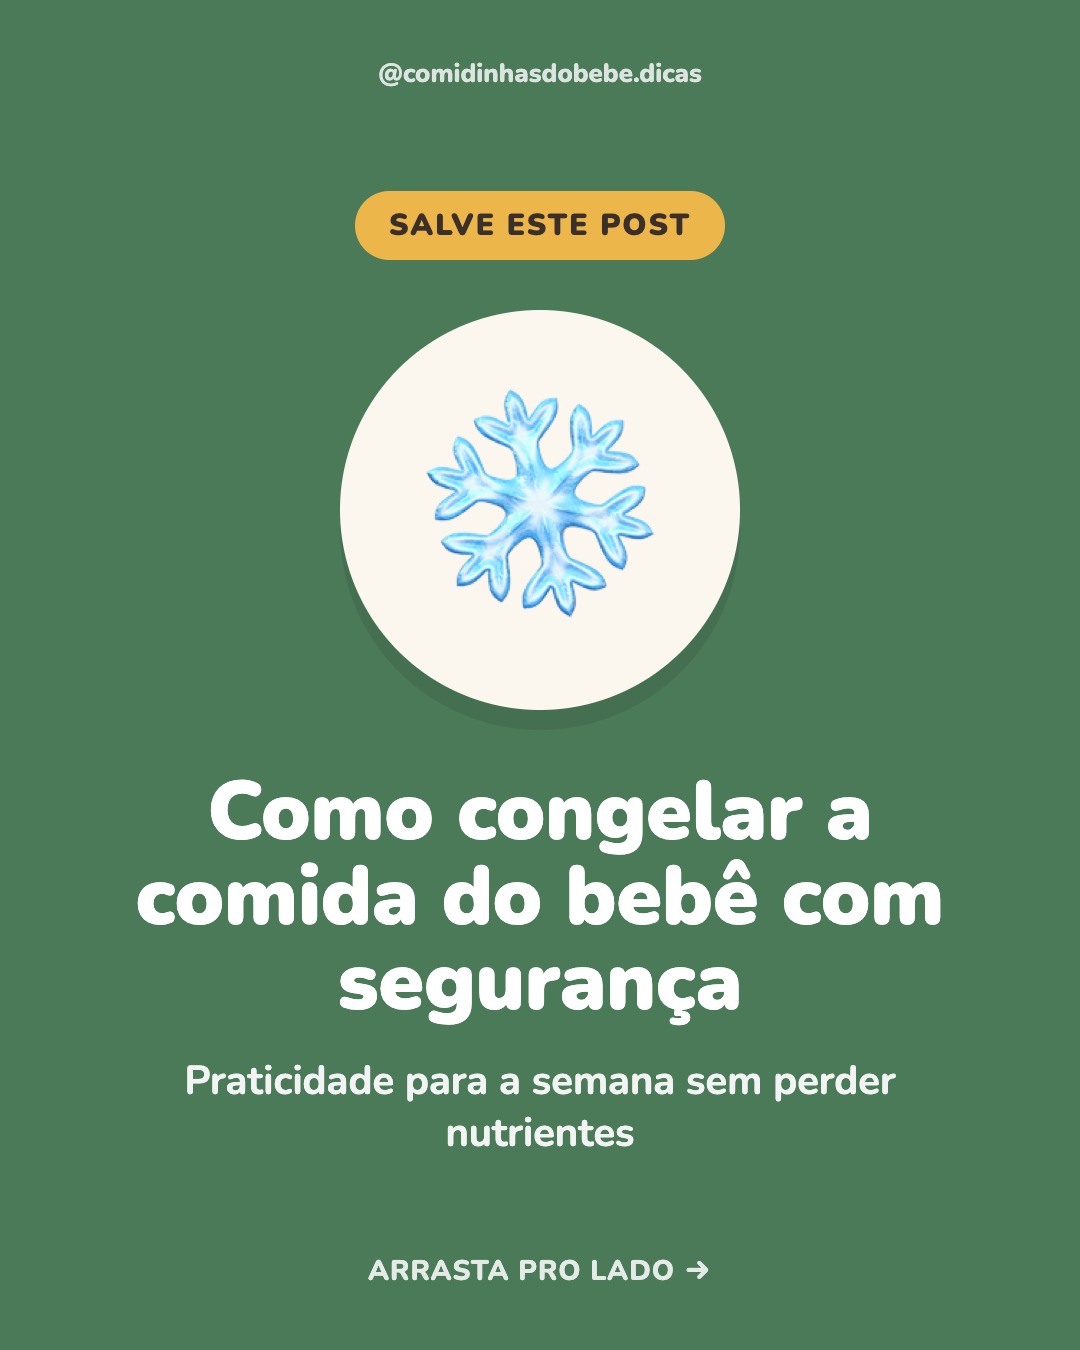 @comidinhasdobebe.dicas
SALVE ESTE POST
Como congelar a
comida do bebê com
segurança
Praticidade para a semana sem perder
nutrientes
ARRASTA PRO LADO →